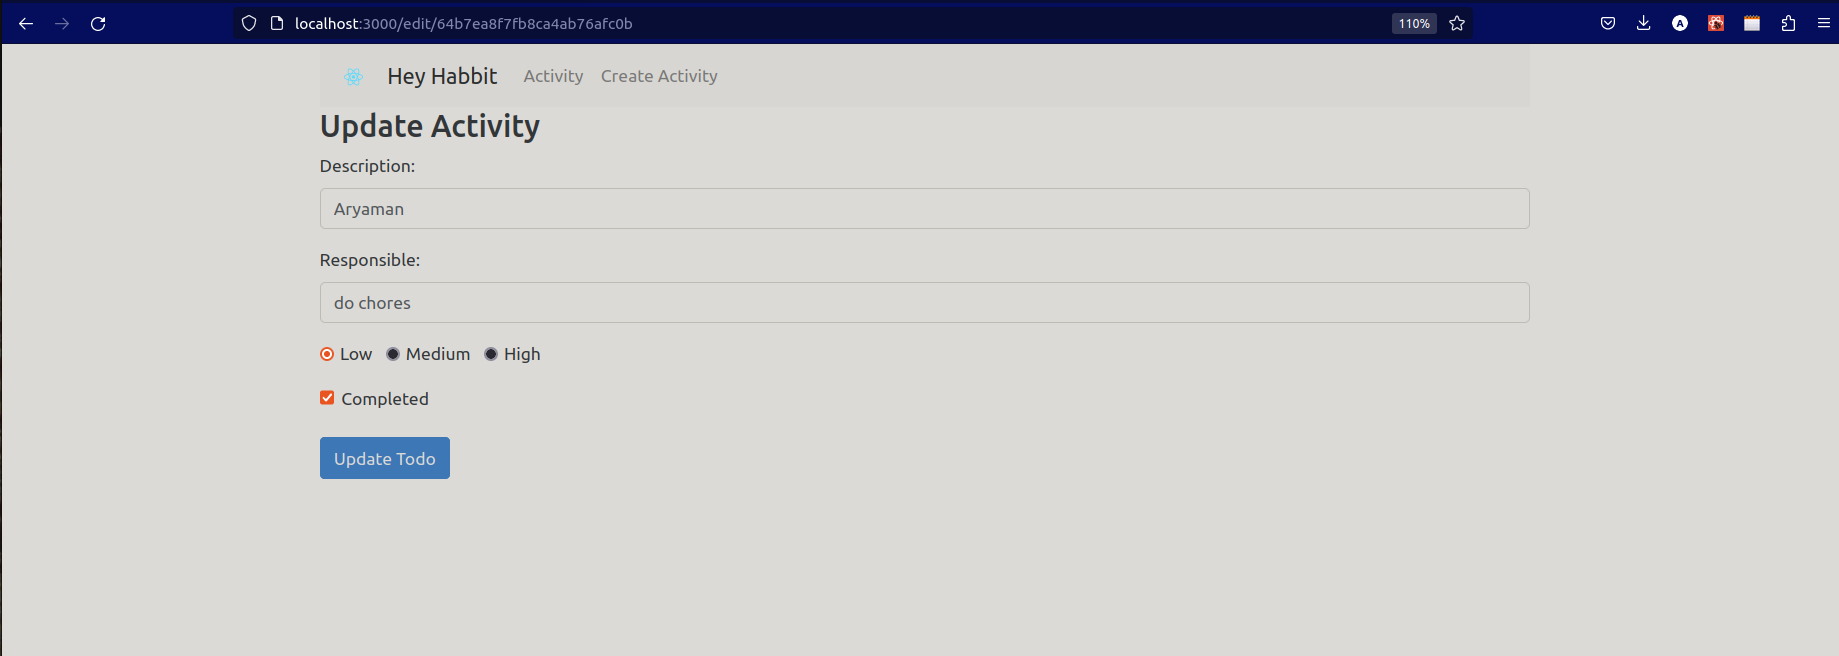 localhost:3000/edit/64b7ea8f7fb8ca4ab76afc0b 110% A
Hey Habbit Activity Create Activity
Update Activity
Description:
Aryaman
Responsible:
do chores
Low Medium High
Completed
Update Todo